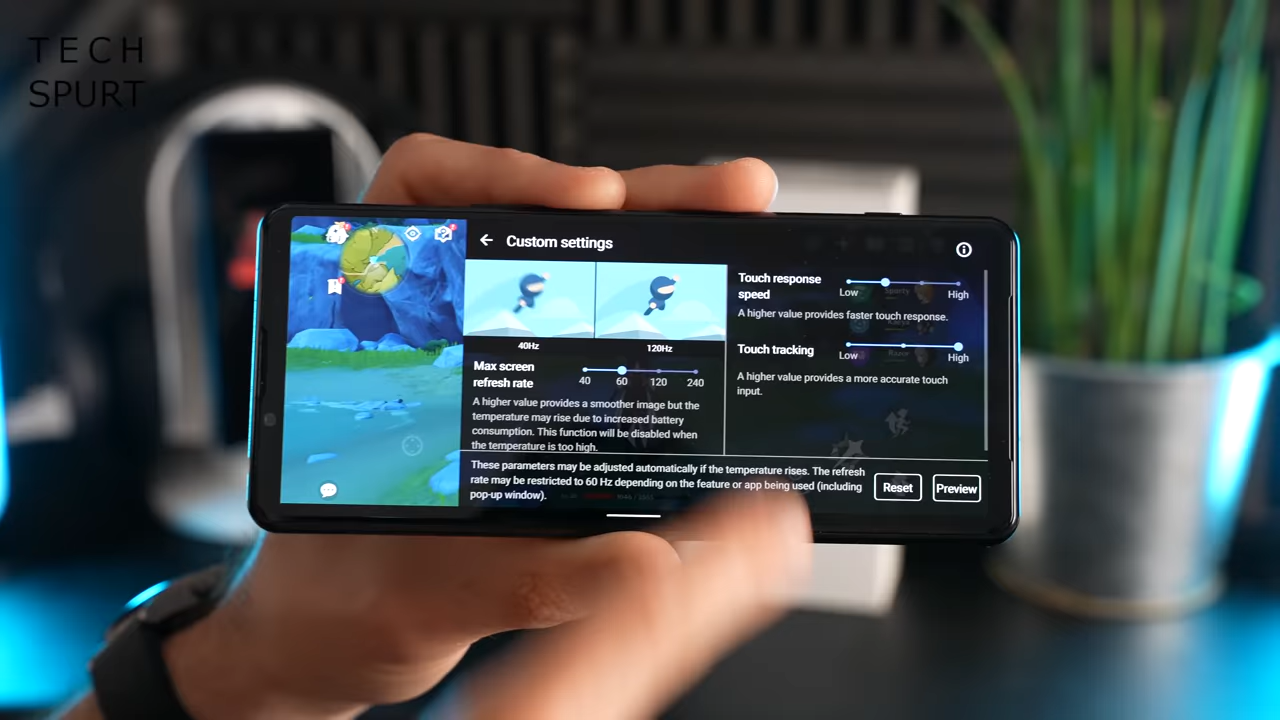 TECH
SPURT
Custom settings
40Hz
120Hz
Max screen
refresh rate
40 60 120 240
A higher value provides a smoother image but the
temperature may rise due to increased battery
consumption. This function will be disabled when
the temperature is too high.
Touch response
speed
Low High
A higher value provides faster touch response.
Touch tracking
Low High
A higher value provides a more accurate touch
input.
These parameters may be adjusted automatically if the temperature rises. The refresh
rate may be restricted to 60 Hz depending on the feature or app being used (including
pop-up window).
Reset
Preview